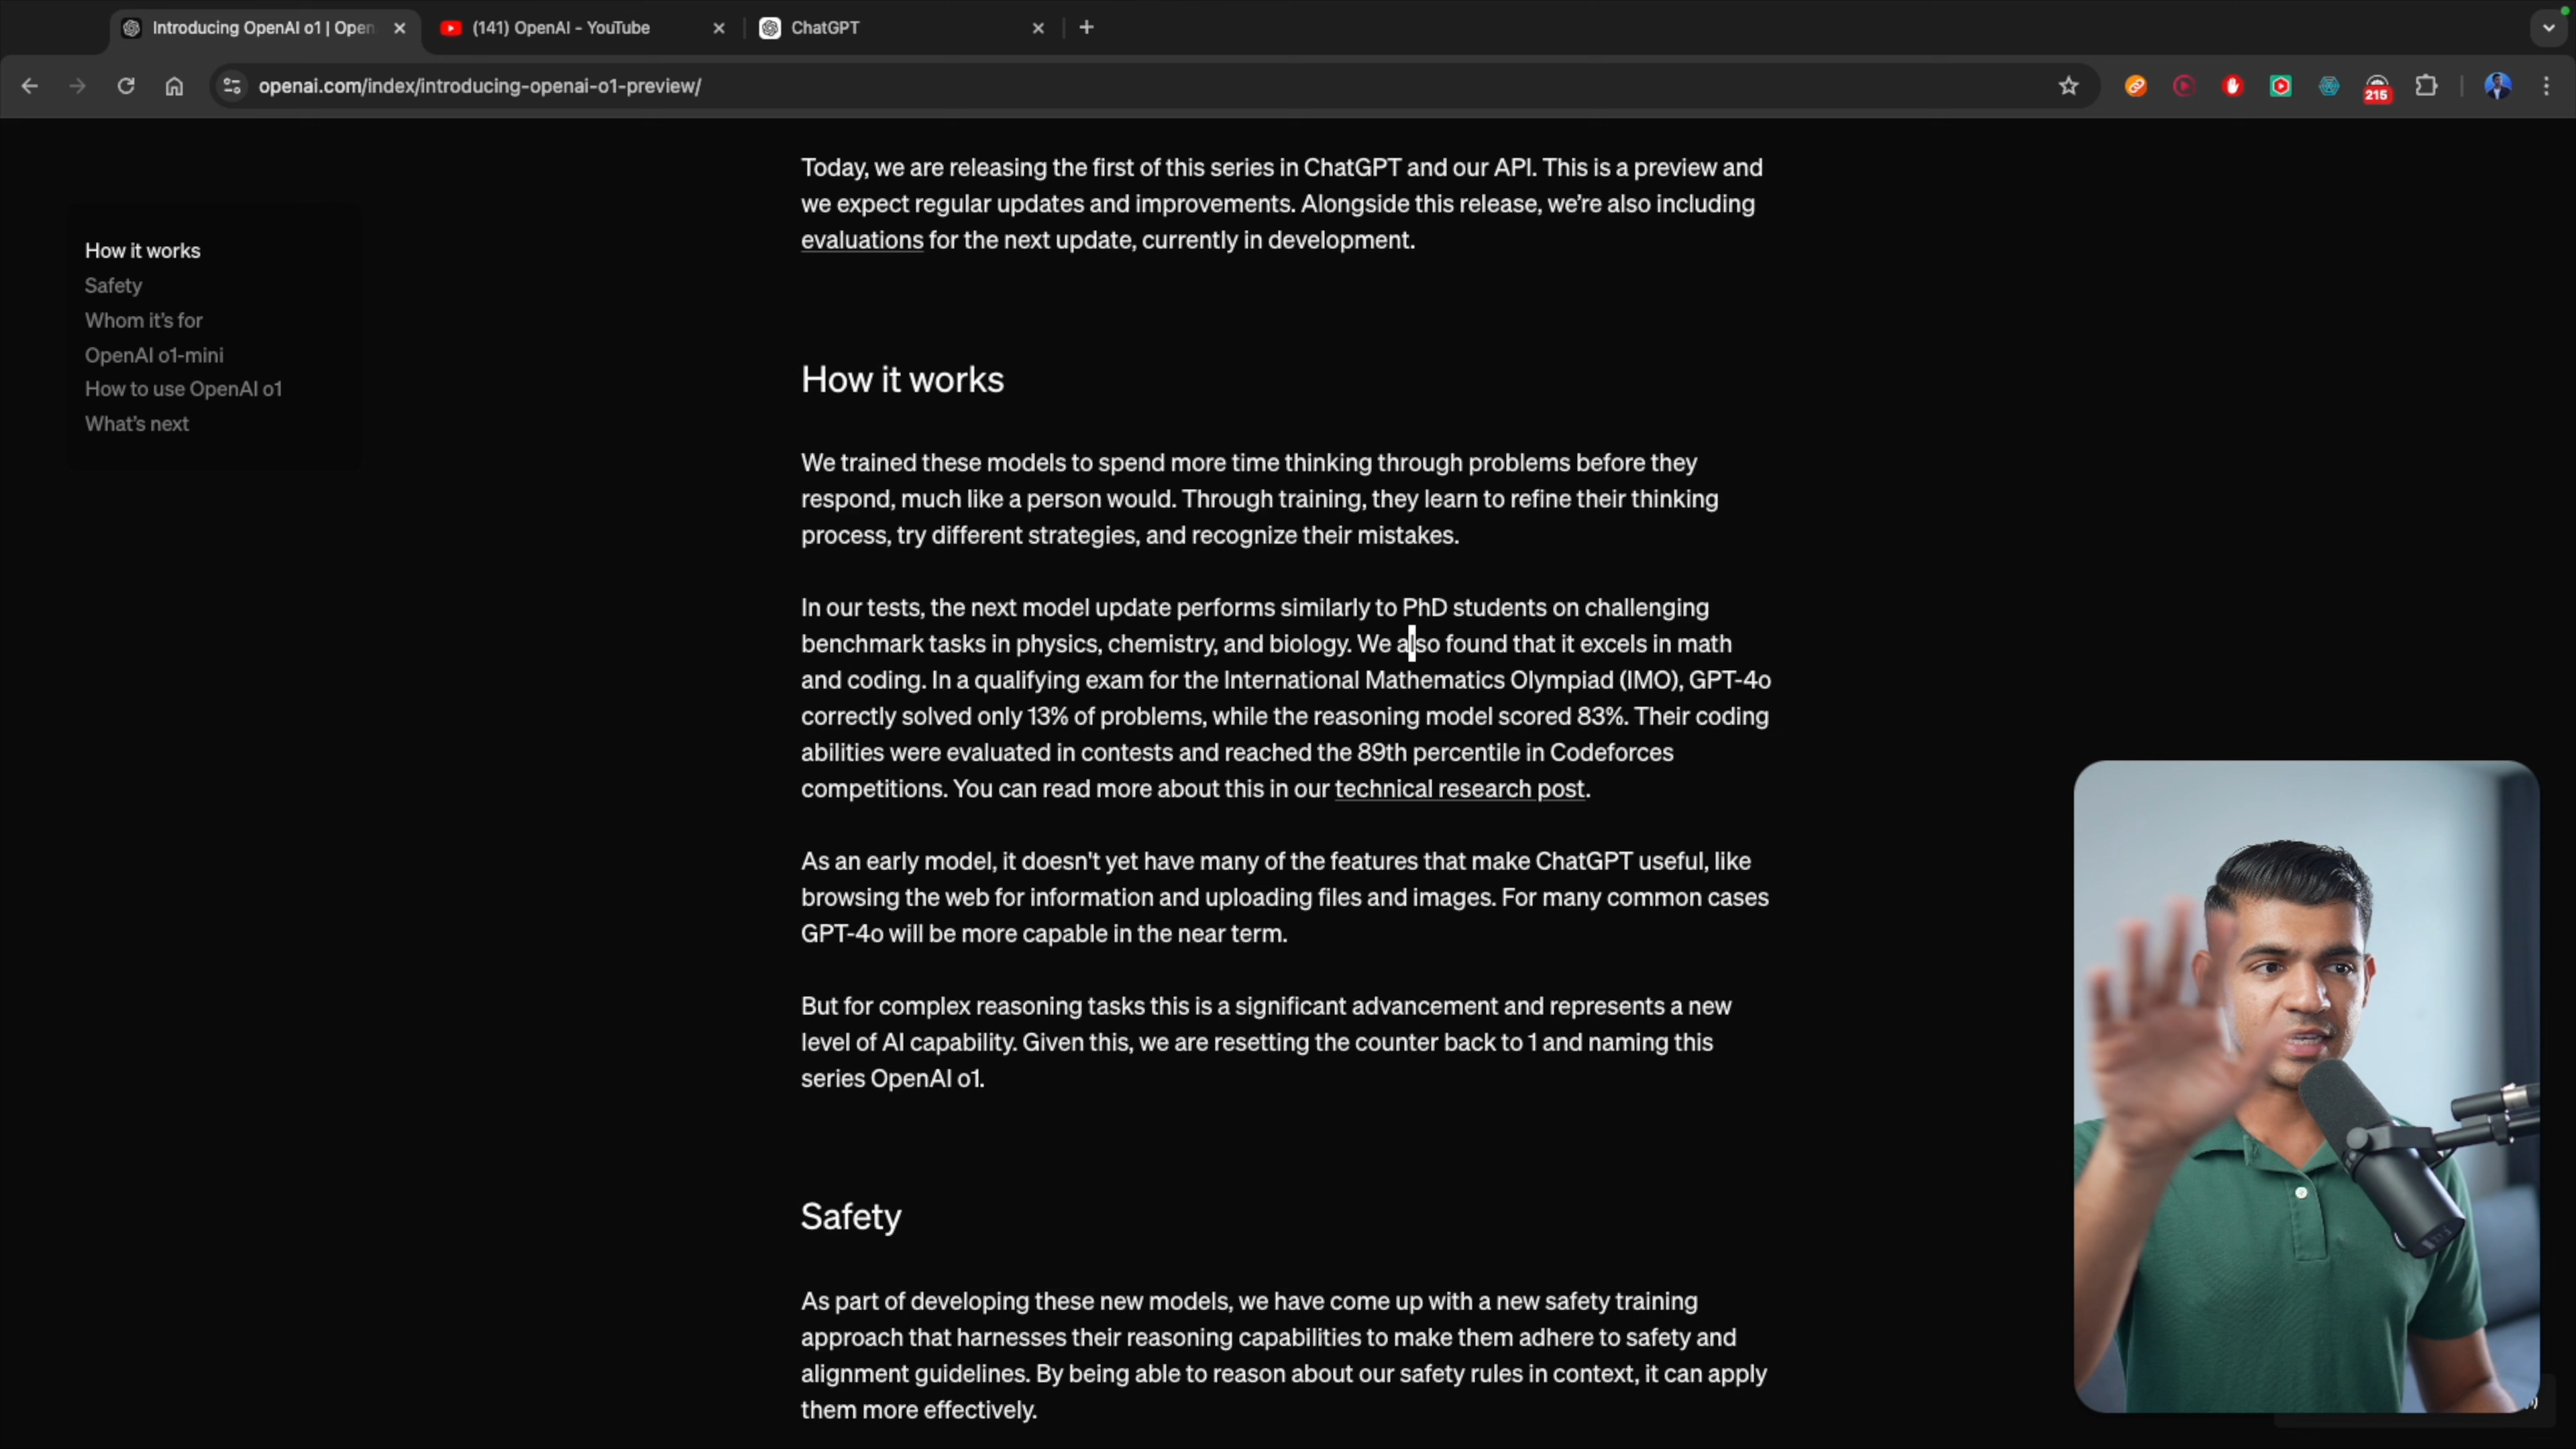 Introducing OpenAI o1 | Open
(141) OpenAI - YouTube
ChatGPT
openai.com/index/introducing-openai-o1-preview/
215
How it works
Safety
Whom it’s for
OpenAI o1-mini
How to use OpenAI o1
What’s next
Today, we are releasing the first of this series in ChatGPT and our API. This is a preview and
we expect regular updates and improvements. Alongside this release, we’re also including
evaluations for the next update, currently in development.
How it works
We trained these models to spend more time thinking through problems before they
respond, much like a person would. Through training, they learn to refine their thinking
process, try different strategies, and recognize their mistakes.
In our tests, the next model update performs similarly to PhD students on challenging
benchmark tasks in physics, chemistry, and biology. We also found that it excels in math
and coding. In a qualifying exam for the International Mathematics Olympiad (IMO), GPT-4o
correctly solved only 13% of problems, while the reasoning model scored 83%. Their coding
abilities were evaluated in contests and reached the 89th percentile in Codeforces
competitions. You can read more about this in our technical research post.
As an early model, it doesn't yet have many of the features that make ChatGPT useful, like
browsing the web for information and uploading files and images. For many common cases
GPT-4o will be more capable in the near term.
But for complex reasoning tasks this is a significant advancement and represents a new
level of AI capability. Given this, we are resetting the counter back to 1 and naming this
series OpenAI o1.
Safety
As part of developing these new models, we have come up with a new safety training
approach that harnesses their reasoning capabilities to make them adhere to safety and
alignment guidelines. By being able to reason about our safety rules in context, it can apply
them more effectively.